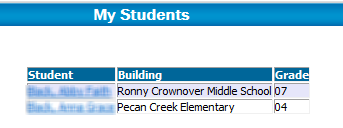 My Students
Student Building Grade
Ronny Crownover Middle School 07
Pecan Creek Elementary 04